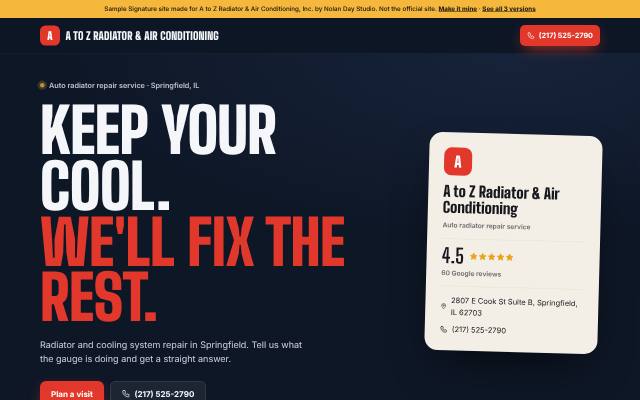 Sample Signature site made for A to Z Radiator & Air Conditioning, Inc. by Nolan Day Studio. Not the official site. Make it mine · See all 3 versions
A A TO Z RADIATOR & AIR CONDITIONING
(217) 525-2790
Auto radiator repair service · Springfield, IL
KEEP YOUR
COOL.
WE'LL FIX THE
REST.
Radiator and cooling system repair in Springfield. Tell us what
the gauge is doing and get a straight answer.
Plan a visit
(217) 525-2790
A
A to Z Radiator & Air
Conditioning
Auto radiator repair service
4.5 ★★★★★
60 Google reviews
2807 E Cook St Suite B, Springfield,
IL 62703
(217) 525-2790